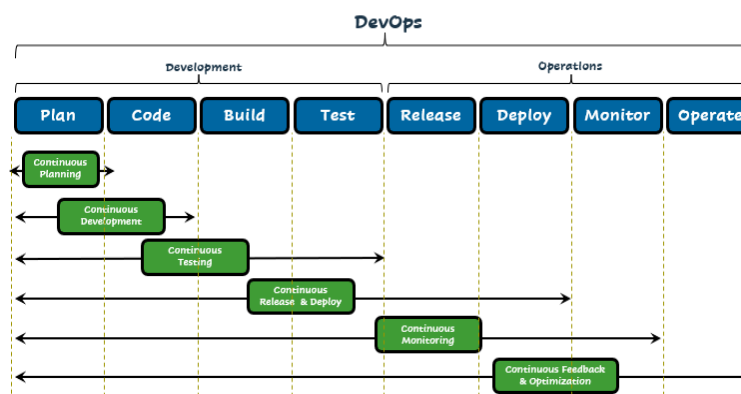 DevOps
Development
Operations
Plan
Code
Build
Test
Release
Deploy
Monitor
Operate
Continuous
Planning
Continuous
Development
Continuous
Testing
Continuous
Release & Deploy
Continuous
Monitoring
Continuous Feedback
& Optimization